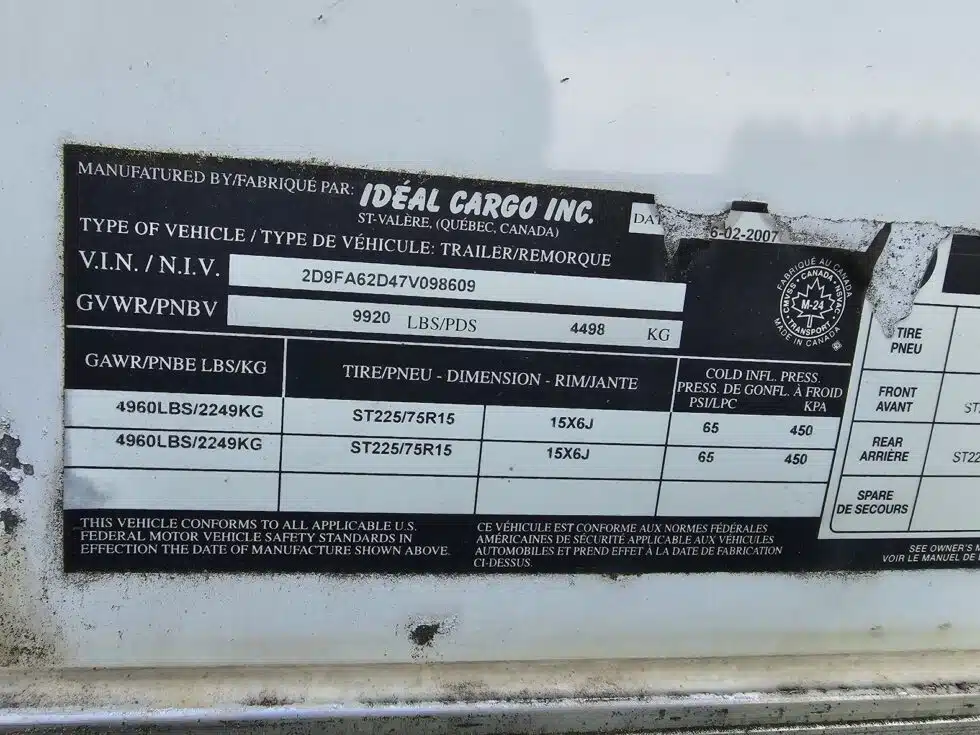 MANUFATURED BY/FABRIQUÉ PAR: IDÉAL CARGO INC.
ST-VALÈRE, (QUÉBEC, CANADA)
DAT 6-02-2007
TYPE OF VEHICLE / TYPE DE VÉHICULE: TRAILER/REMORQUE
V.I.N. / N.I.V. 2D9FA62D47V098609
GVWR/PNBV 9920 LBS/PDS 4498 KG
FABRIQUÉ AU CANADA
CMVSS · CANADA · NSVAC
M-24
TRANSPORT
MADE IN CANADA
GAWR/PNBE LBS/KG TIRE/PNEU - DIMENSION - RIM/JANTE COLD INFL. PRESS.
PRESS. DE GONFL. À FROID
PSI/LPC KPA
4960LBS/2249KG ST225/75R15 15X6J 65 450
4960LBS/2249KG ST225/75R15 15X6J 65 450
THIS VEHICLE CONFORMS TO ALL APPLICABLE U.S.
FEDERAL MOTOR VEHICLE SAFETY STANDARDS IN
EFFECTION THE DATE OF MANUFACTURE SHOWN ABOVE.
CE VÉHICULE EST CONFORME AUX NORMES FÉDÉRALES
AMÉRICAINES DE SÉCURITÉ APPLICABLE AUX VÉHICULES
AUTOMOBILES ET PREND EFFET À LA DATE DE FABRICATION
CI-DESSUS.
TIRE
PNEU
FRONT
AVANT ST
REAR
ARRIÈRE ST22
SPARE
DE SECOURS
SEE OWNER'S M
VOIR LE MANUEL DE